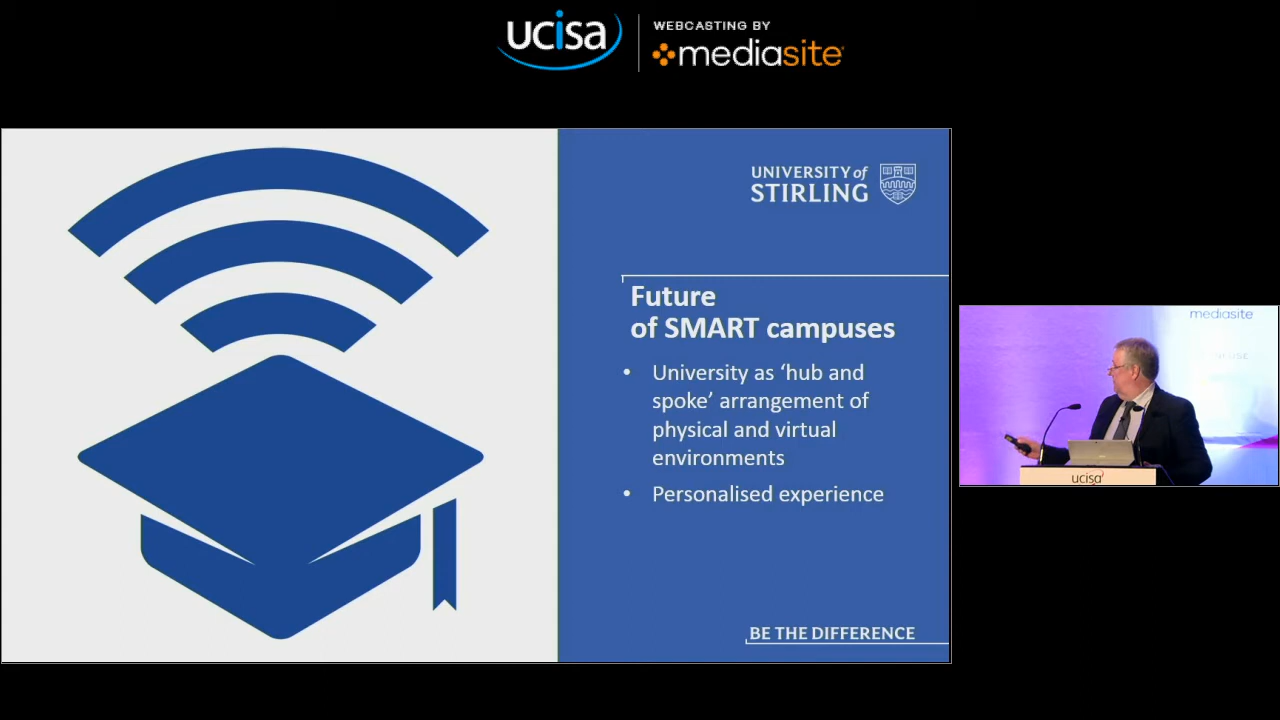 ucisa
WEBCASTING BY
mediasite
UNIVERSITY of
STIRLING
Future
of SMART campuses
• University as ‘hub and
spoke’ arrangement of
physical and virtual
environments
• Personalised experience
BE THE DIFFERENCE
mediasite
ucisa